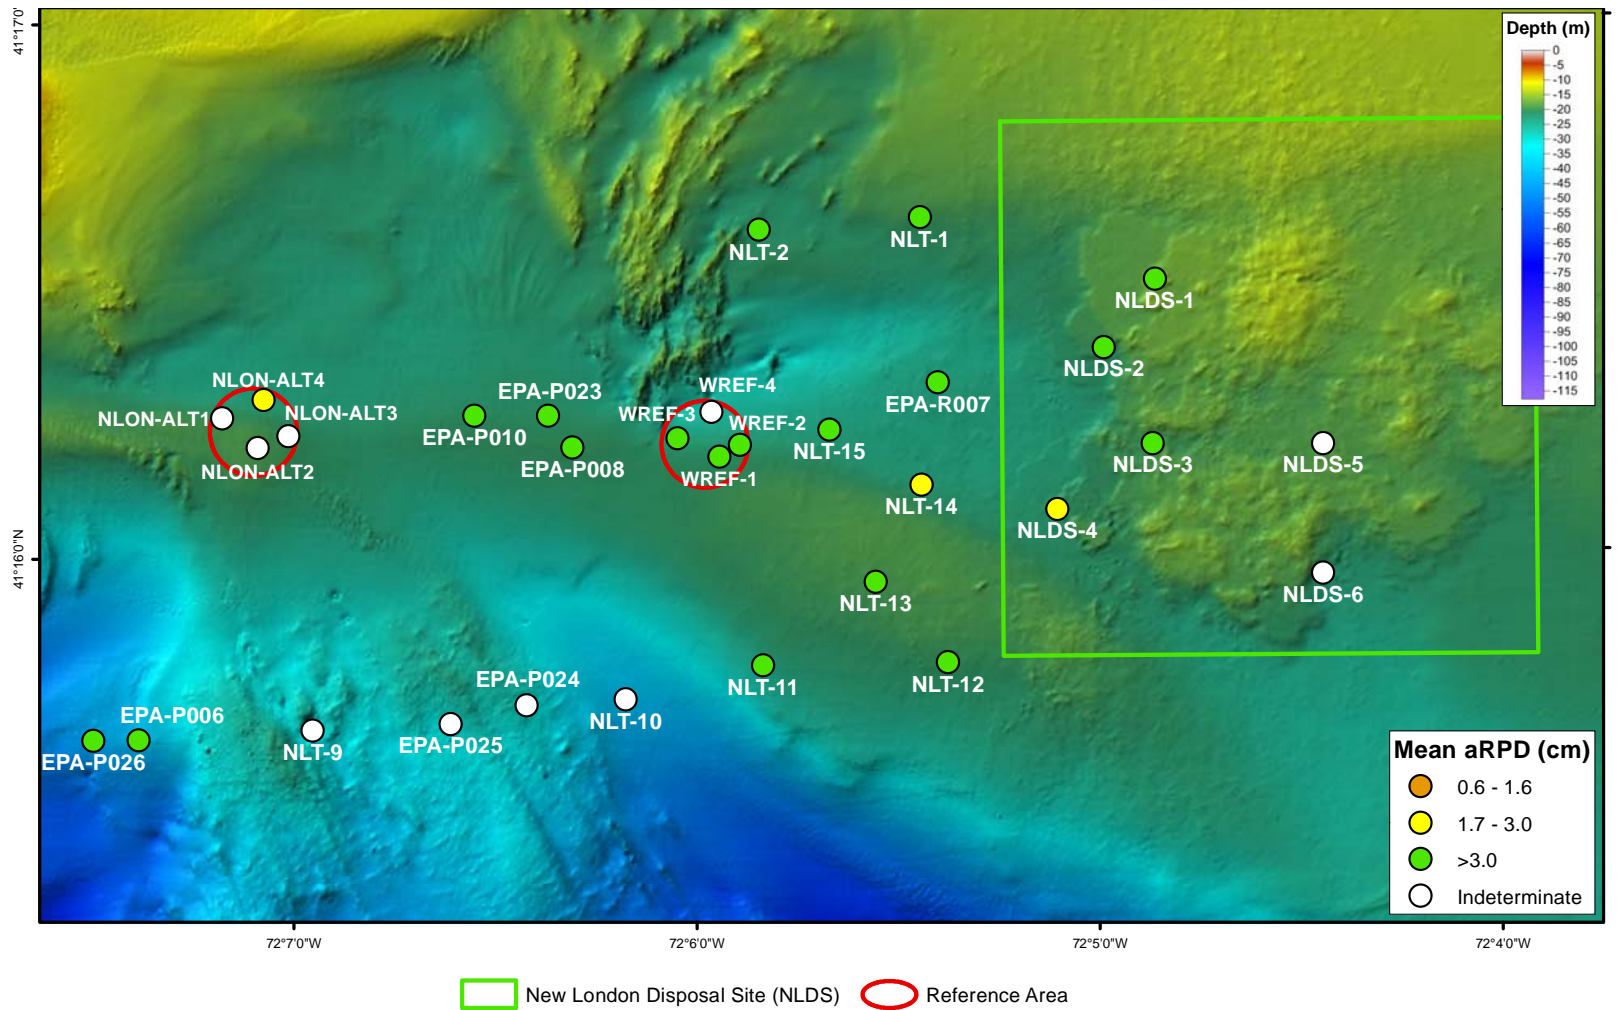 41°17'0'
Depth (m)
0
-5
-10
-15
-20
-25
-30
-35
-40
-45
-50
-55
-60
-65
-70
-75
-80
-85
-90
-95
-100
-105
-110
-115
NLT-2
NLT-1
NLDS-1
NLDS-2
NLON-ALT4
NLON-ALT1
NLON-ALT3
NLON-ALT2
EPA-P023
EPA-P010
EPA-P008
WREF-4
WREF-3
WREF-2
WREF-1
EPA-R007
NLT-15
NLT-14
NLDS-3
NLDS-5
NLDS-4
NLDS-6
41°16'0"N
NLT-13
NLT-12
NLT-11
EPA-P024
NLT-10
EPA-P025
NLT-9
EPA-P006
EPA-P026
Mean aRPD (cm)
0.6 - 1.6
1.7 - 3.0
>3.0
Indeterminate
72°7'0"W
72°6'0"W
72°5'0"W
72°4'0"W
New London Disposal Site (NLDS)
Reference Area